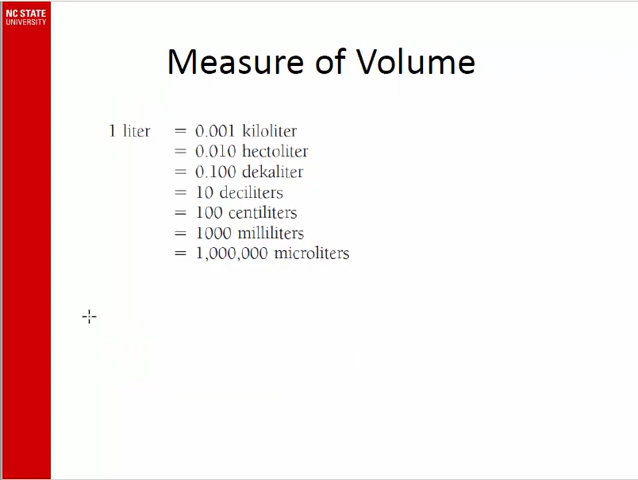 NC STATE
UNIVERSITY
Measure of Volume
1 liter = 0.001 kiloliter
= 0.010 hectoliter
= 0.100 dekaliter
= 10 deciliters
= 100 centiliters
= 1000 milliliters
= 1,000,000 microliters